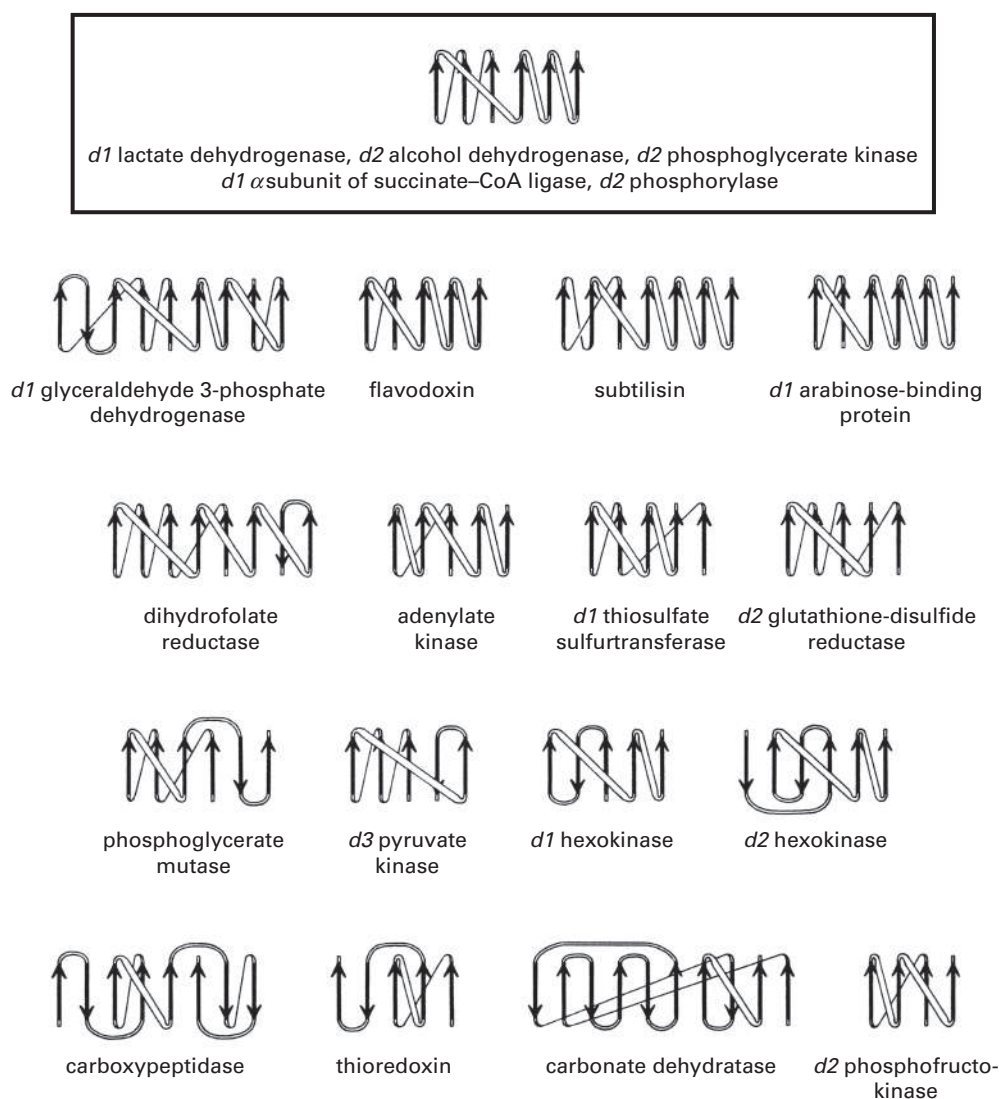 d1 lactate dehydrogenase, d2 alcohol dehydrogenase, d2 phosphoglycerate kinase
d1 α subunit of succinate–CoA ligase, d2 phosphorylase
d1 glyceraldehyde 3-phosphate
dehydrogenase
flavodoxin
subtilisin
d1 arabinose-binding
protein
dihydrofolate
reductase
adenylate
kinase
d1 thiosulfate
sulfurtransferase
d2 glutathione-disulfide
reductase
phosphoglycerate
mutase
d3 pyruvate
kinase
d1 hexokinase
d2 hexokinase
carboxypeptidase
thioredoxin
carbonate dehydratase
d2 phosphofructo-
kinase